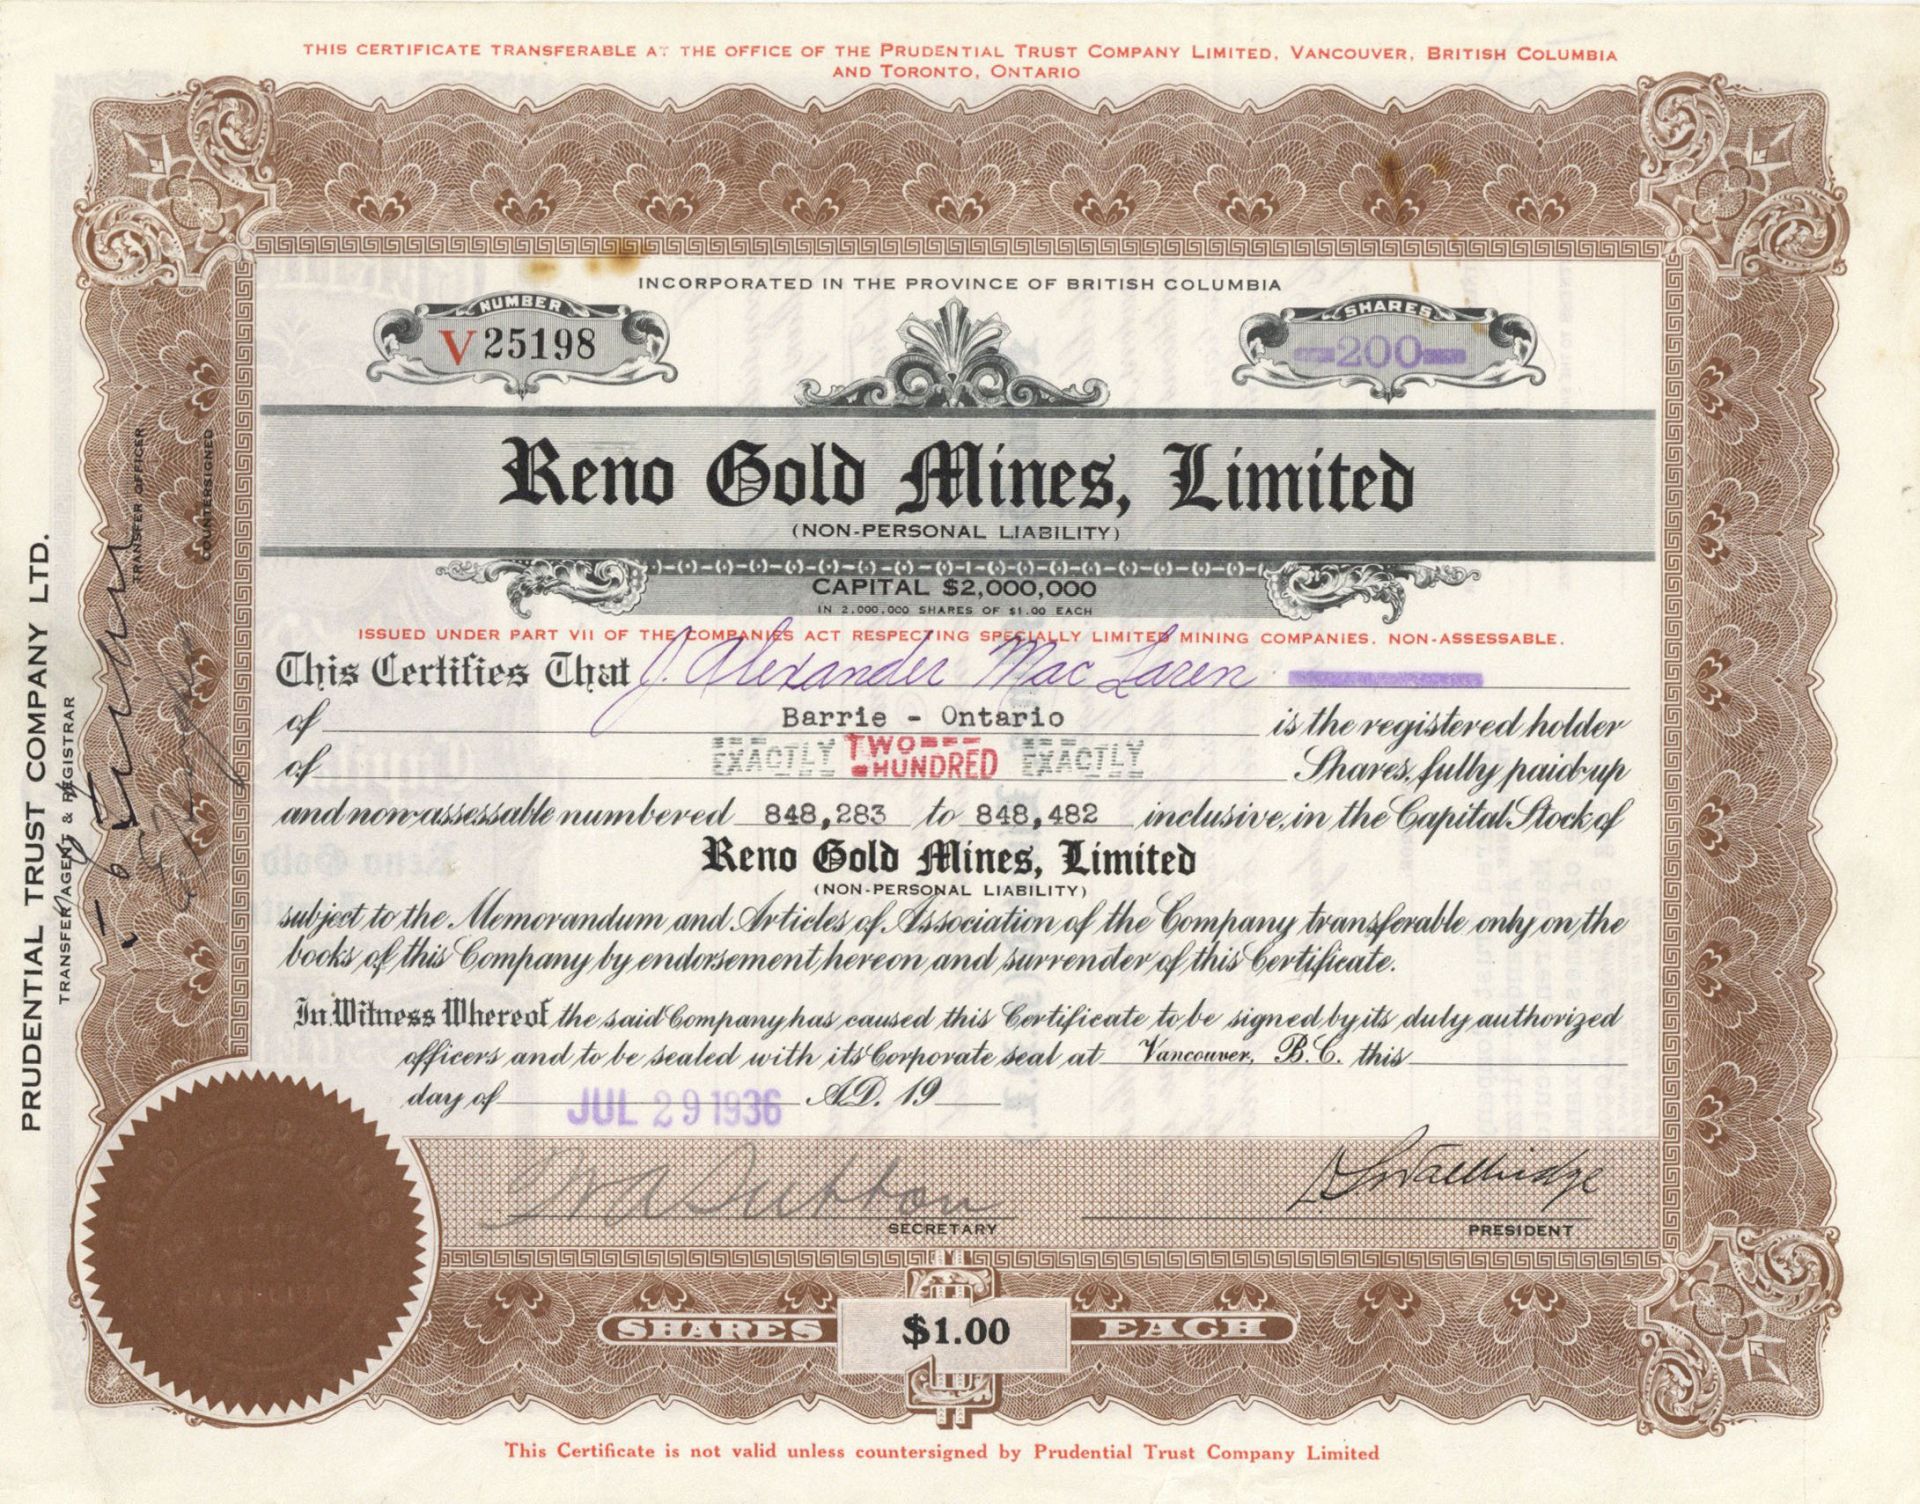 THIS CERTIFICATE TRANSFERABLE AT THE OFFICE OF THE PRUDENTIAL TRUST COMPANY LIMITED, VANCOUVER, BRITISH COLUMBIA
AND TORONTO, ONTARIO
INCORPORATED IN THE PROVINCE OF BRITISH COLUMBIA
NUMBER
V 25198
SHARES
200
Reno Gold Mines, Limited
(NON-PERSONAL LIABILITY)
CAPITAL $2,000,000
IN 2,000,000 SHARES OF $1.00 EACH
ISSUED UNDER PART VII OF THE COMPANIES ACT RESPECTING SPECIALLY LIMITED MINING COMPANIES. NON-ASSESSABLE.
This Certifies That J. Alexander Mac Laren
of Barrie - Ontario is the registered holder
of EXACTLY TWO HUNDRED EXACTLY Shares, fully paid-up
and non-assessable numbered 848,283 to 848,482 inclusive, in the Capital Stock of
Reno Gold Mines, Limited
(NON-PERSONAL LIABILITY)
subject to the Memorandum and Articles of Association of the Company transferable only on the
books of this Company by endorsement hereon and surrender of this Certificate.
In Witness Whereof the said Company has caused this Certificate to be signed by its duly authorized
officers and to be sealed with its Corporate seal at Vancouver, B.C. this
day of JUL 29 1936 A.D. 19
SECRETARY
PRESIDENT
SHARES $1.00 EACH
This Certificate is not valid unless countersigned by Prudential Trust Company Limited
PRUDENTIAL TRUST COMPANY LTD.
TRANSFER AGENT & REGISTRAR
TRANSFER OFFICER
COUNTERSIGNED